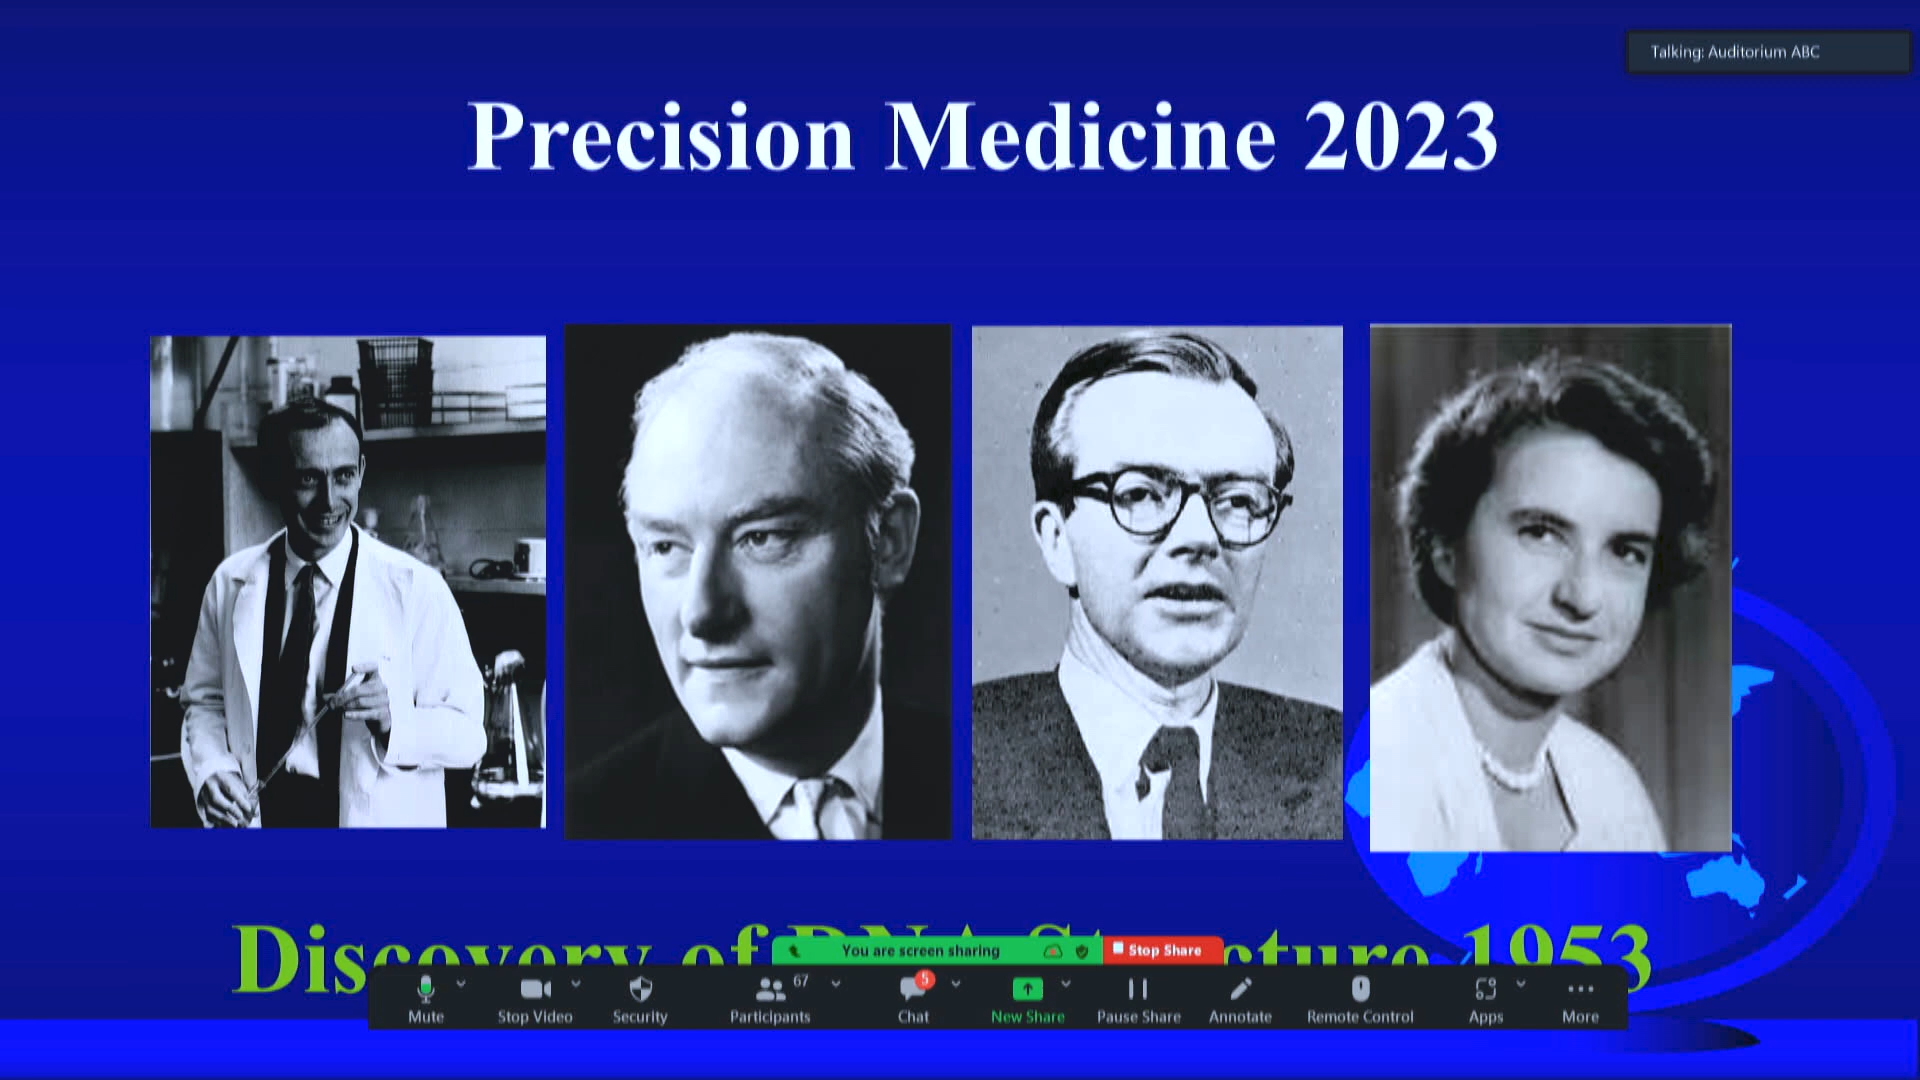 Talking: Auditorium ABC
Precision Medicine 2023
Discovery of DNA Structure 1953
You are screen sharing
Stop Share
67
5
Mute
Stop Video
Security
Participants
Chat
New Share
Pause Share
Annotate
Remote Control
Apps
More